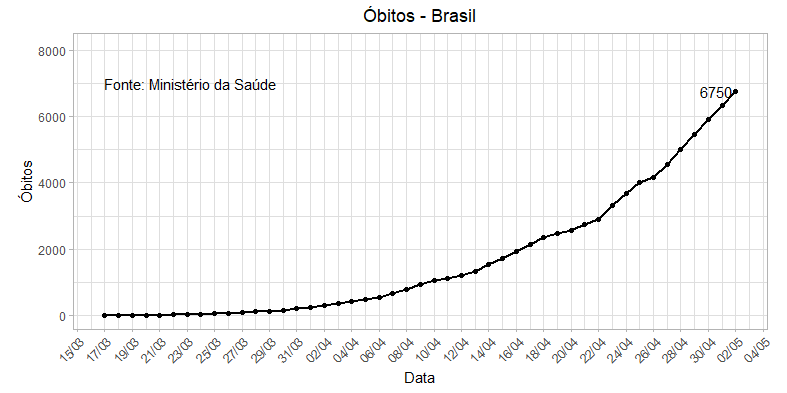 Óbitos - Brasil
8000
Fonte: Ministério da Saúde
6750
6000
Óbitos
4000
2000
0
15/03 17/03 19/03 21/03 23/03 25/03 27/03 29/03 31/03 02/04 04/04 06/04 08/04 10/04 12/04 14/04 16/04 18/04 20/04 22/04 24/04 26/04 28/04 30/04 02/05 04/05
Data